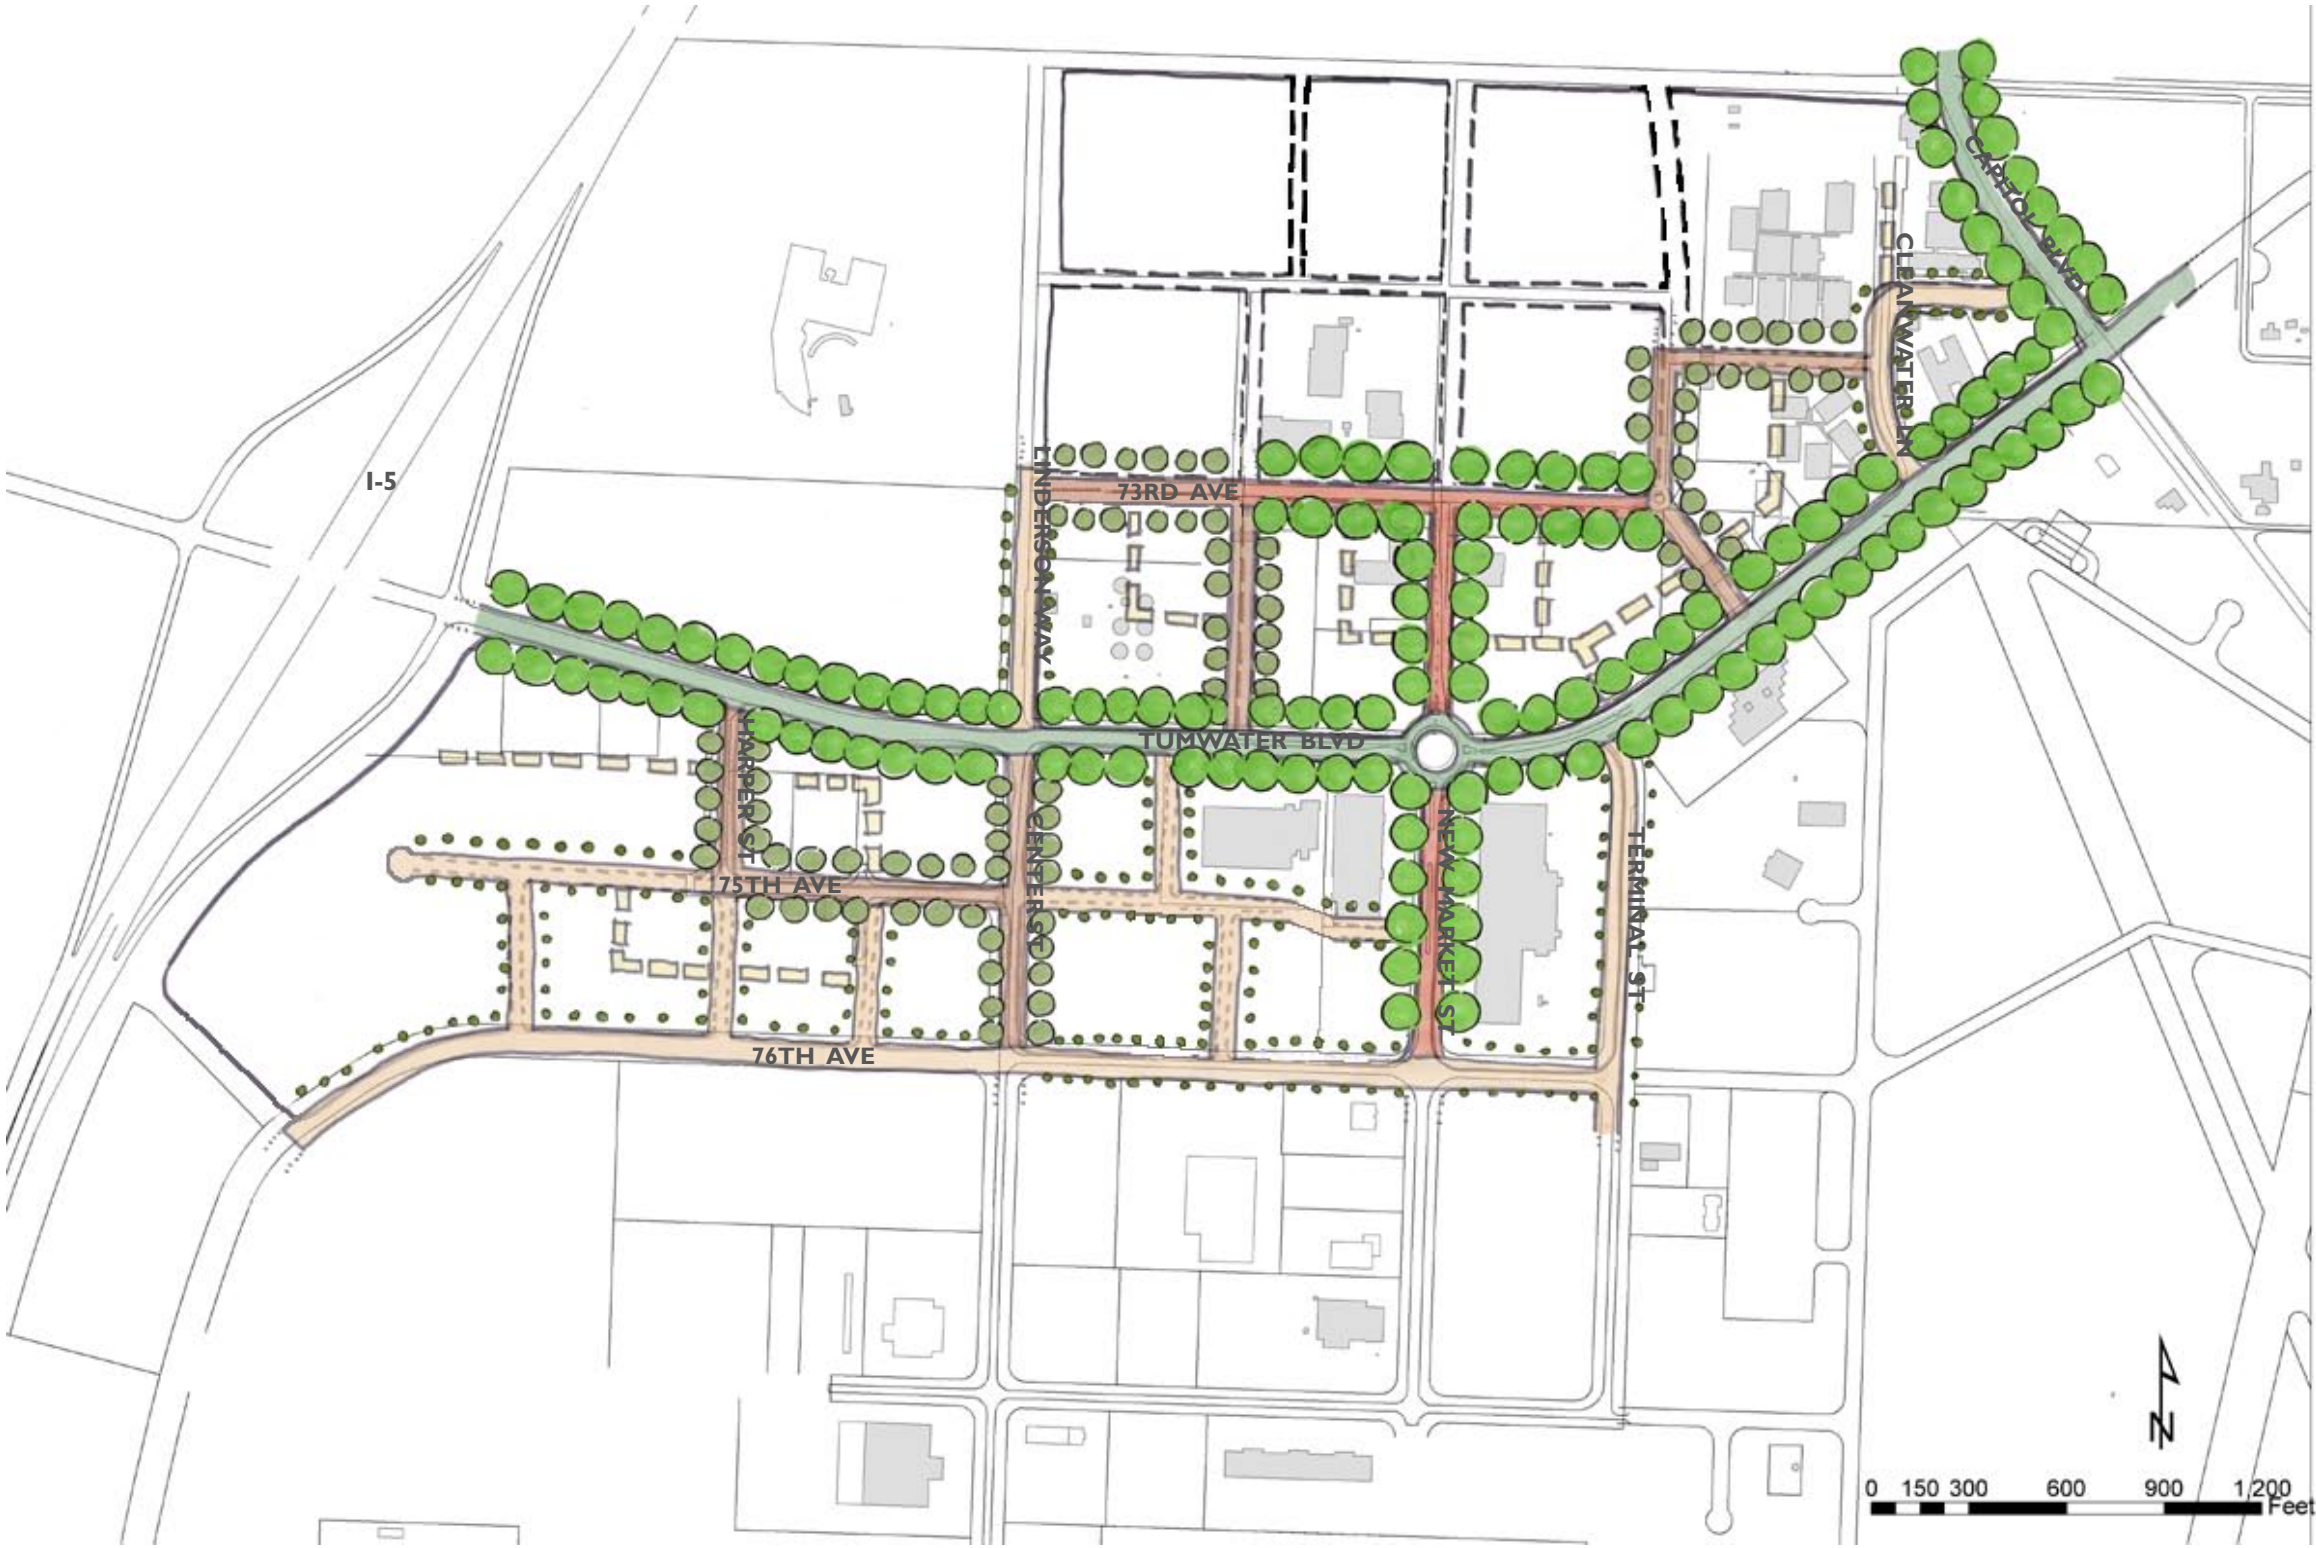 CAPITOL BLVD
CLEANWATER LN
I-5
LINDERSON WAY
73RD AVE
TUMWATER BLVD
HARPER ST
CENTER ST
NEW MARKET ST
TERMINAL ST
75TH AVE
76TH AVE
N
0 150 300 600 900 1,200
Feet